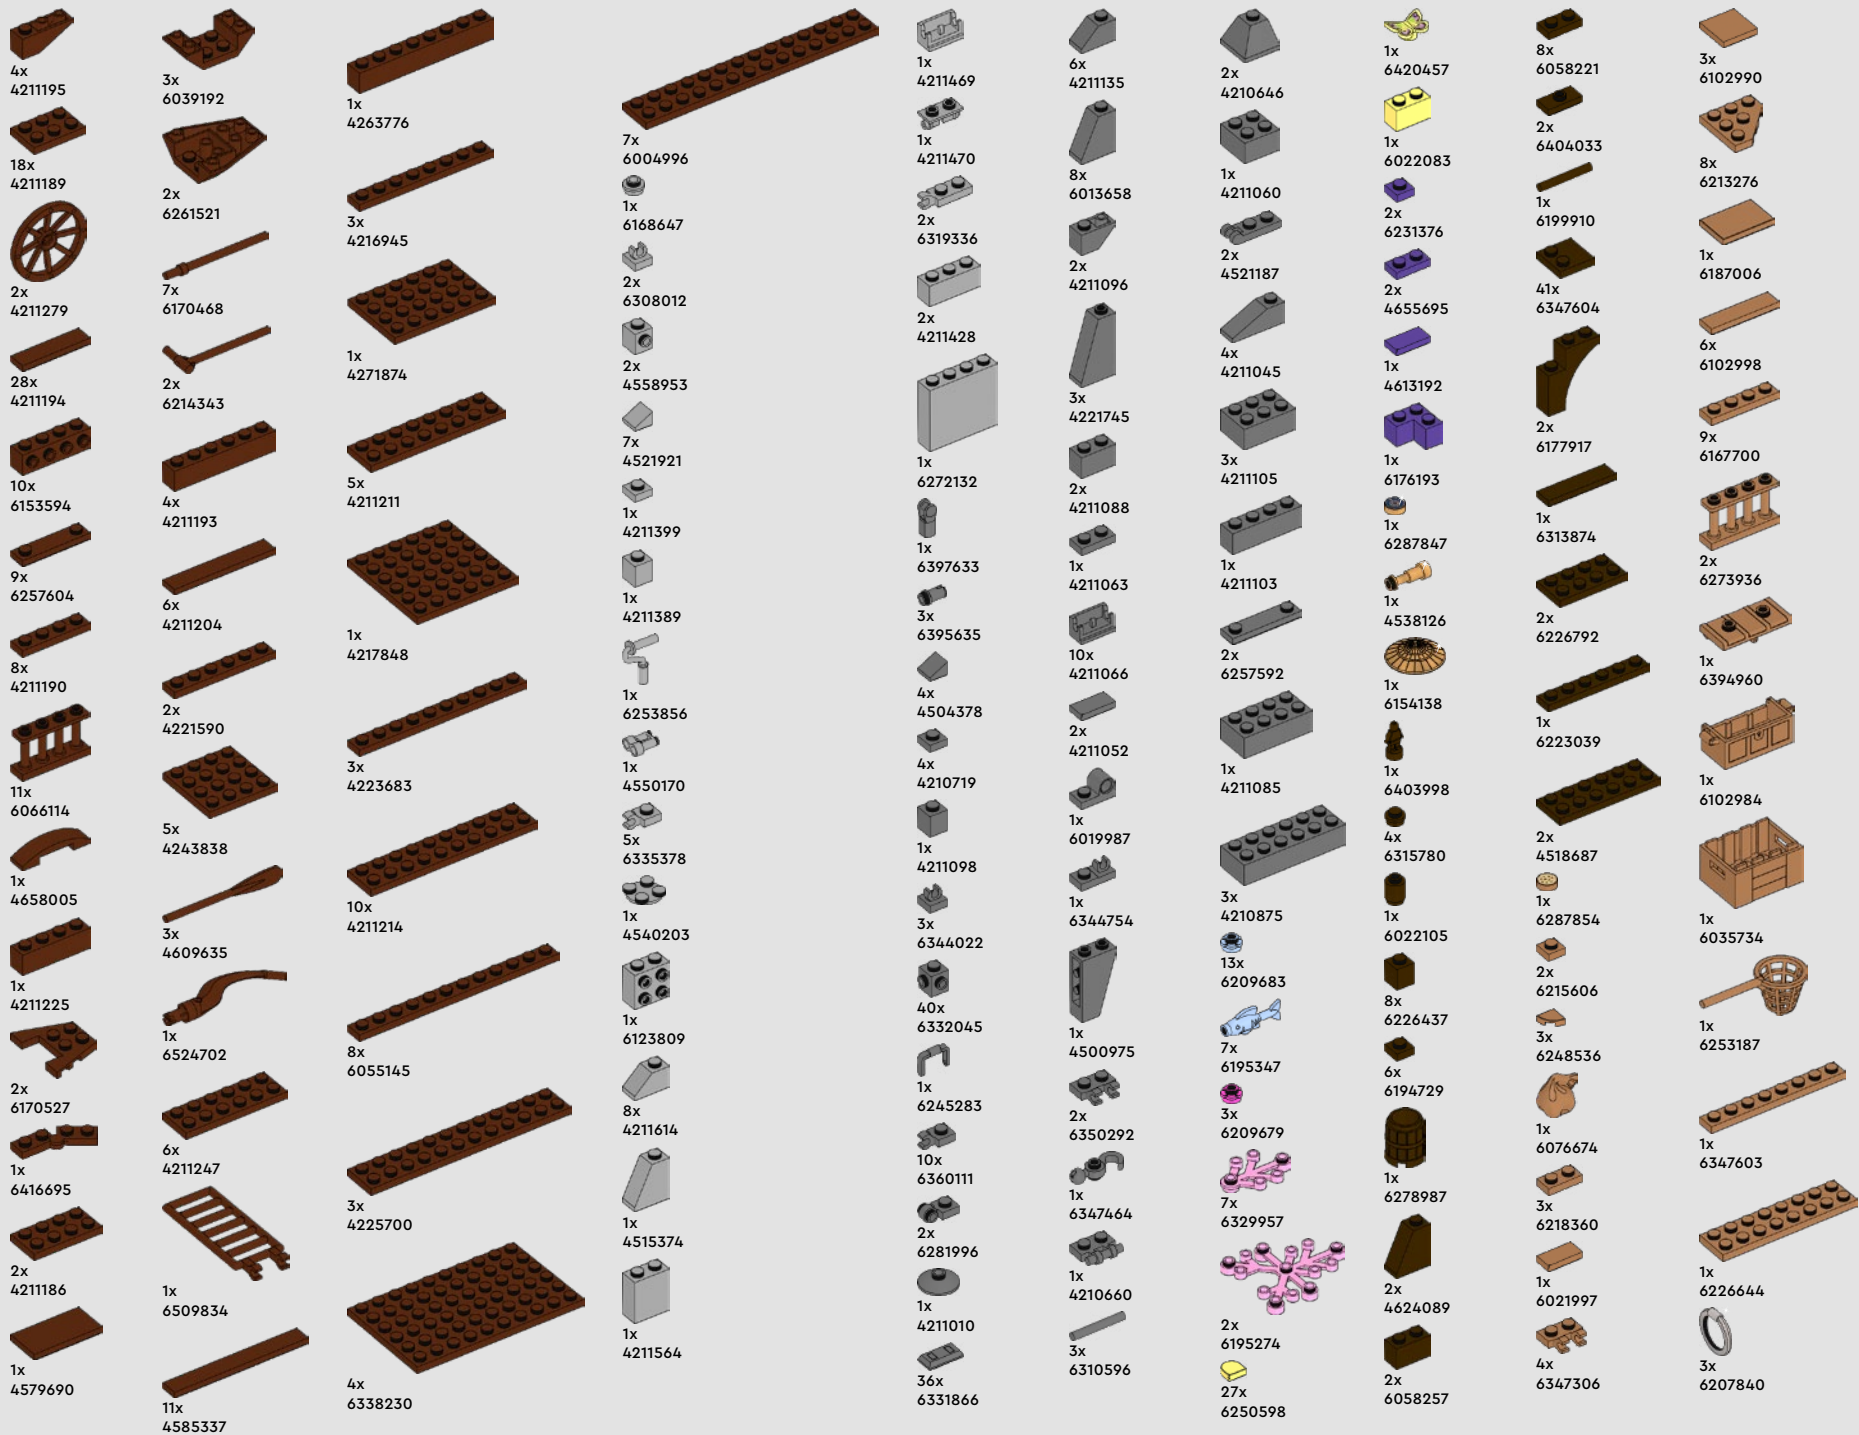 4x
4211195
18x
4211189
2x
4211279
28x
4211194
10x
6153594
9x
6257604
8x
4211190
11x
6066114
1x
4658005
1x
4211225
2x
6170527
1x
6416695
2x
4211186
1x
4579690
3x
6039192
2x
6261521
7x
6170468
2x
6214343
4x
4211193
6x
4211204
2x
4221590
5x
4243838
3x
4609635
1x
6524702
6x
4211247
1x
6509834
11x
4585337
1x
4263776
3x
4216945
1x
4271874
5x
4211211
1x
4217848
3x
4223683
10x
4211214
8x
6055145
3x
4225700
4x
6338230
7x
6004996
1x
6168647
2x
6308012
2x
4558953
7x
4521921
1x
4211399
1x
4211389
1x
6253856
1x
4550170
5x
6335378
1x
4540203
1x
6123809
8x
4211614
1x
4515374
1x
4211564
1x
4211469
1x
4211470
2x
6319336
2x
4211428
1x
6272132
1x
6397633
3x
6395635
4x
4504378
4x
4210719
1x
4211098
3x
6344022
40x
6332045
1x
6245283
10x
6360111
2x
6281996
1x
4211010
36x
6331866
6x
4211135
8x
6013658
2x
4211096
3x
4221745
2x
4211088
1x
4211063
10x
4211066
2x
4211052
1x
6019987
1x
6344754
1x
4500975
2x
6350292
1x
6347464
1x
4210660
3x
6310596
2x
4210646
1x
4211060
2x
4521187
4x
4211045
3x
4211105
1x
4211103
2x
6257592
1x
4211085
3x
4210875
13x
6209683
7x
6195347
3x
6209679
7x
6329957
2x
6195274
27x
6250598
1x
6420457
1x
6022083
2x
6231376
2x
4655695
1x
4613192
1x
6176193
1x
6287847
1x
4538126
1x
6154138
1x
6403998
4x
6315780
1x
6022105
8x
6226437
6x
6194729
1x
6278987
2x
4624089
2x
6058257
8x
6058221
2x
6404033
1x
6199910
41x
6347604
2x
6177917
1x
6313874
2x
6226792
1x
6223039
2x
4518687
1x
6287854
2x
6215606
3x
6248536
1x
6076674
3x
6218360
1x
6021997
4x
6347306
3x
6102990
8x
6213276
1x
6187006
6x
6102998
9x
6167700
2x
6273936
1x
6394960
1x
6102984
1x
6035734
1x
6253187
1x
6347603
1x
6226644
3x
6207840